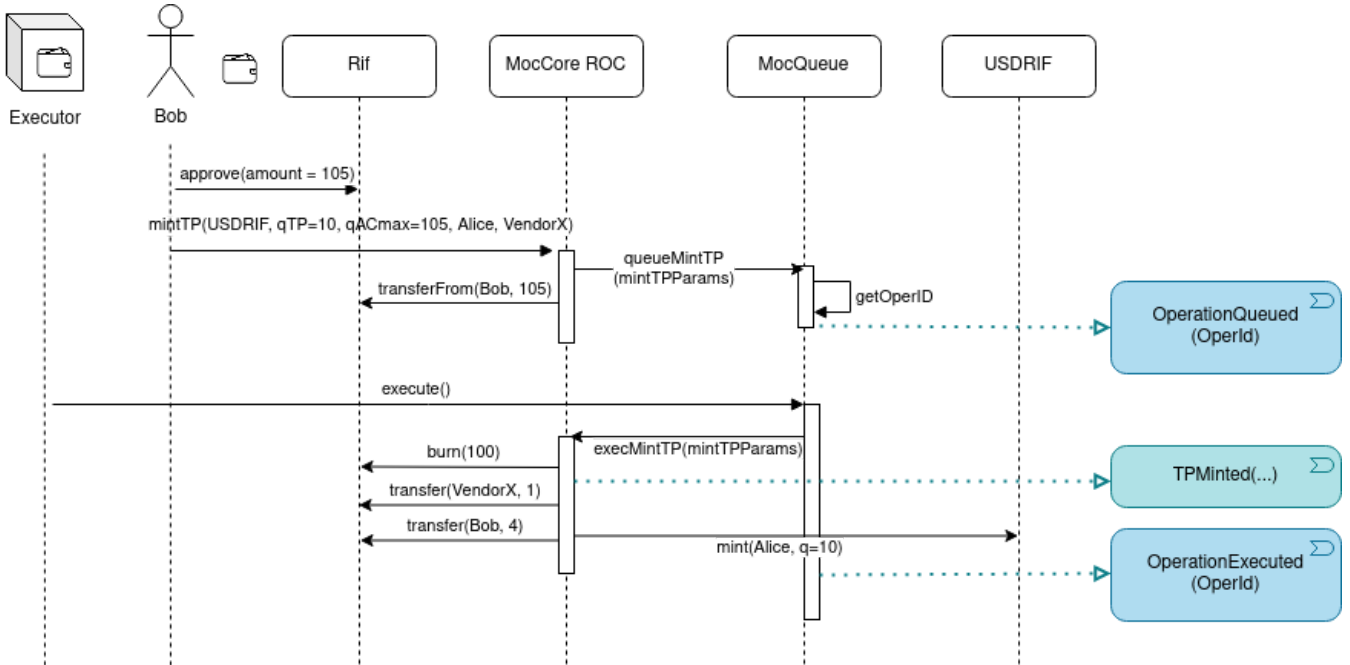 Executor
Bob
Rif
MocCore ROC
MocQueue
USDRIF
approve(amount = 105)
mintTP(USDRIF, qTP=10, qACmax=105, Alice, VendorX)
queueMintTP
(mintTPParams)
transferFrom(Bob, 105)
getOperID
OperationQueued
(OperId)
execute()
execMintTP(mintTPParams)
burn(100)
TPMinted(...)
transfer(VendorX, 1)
transfer(Bob, 4)
mint(Alice, q=10)
OperationExecuted
(OperId)